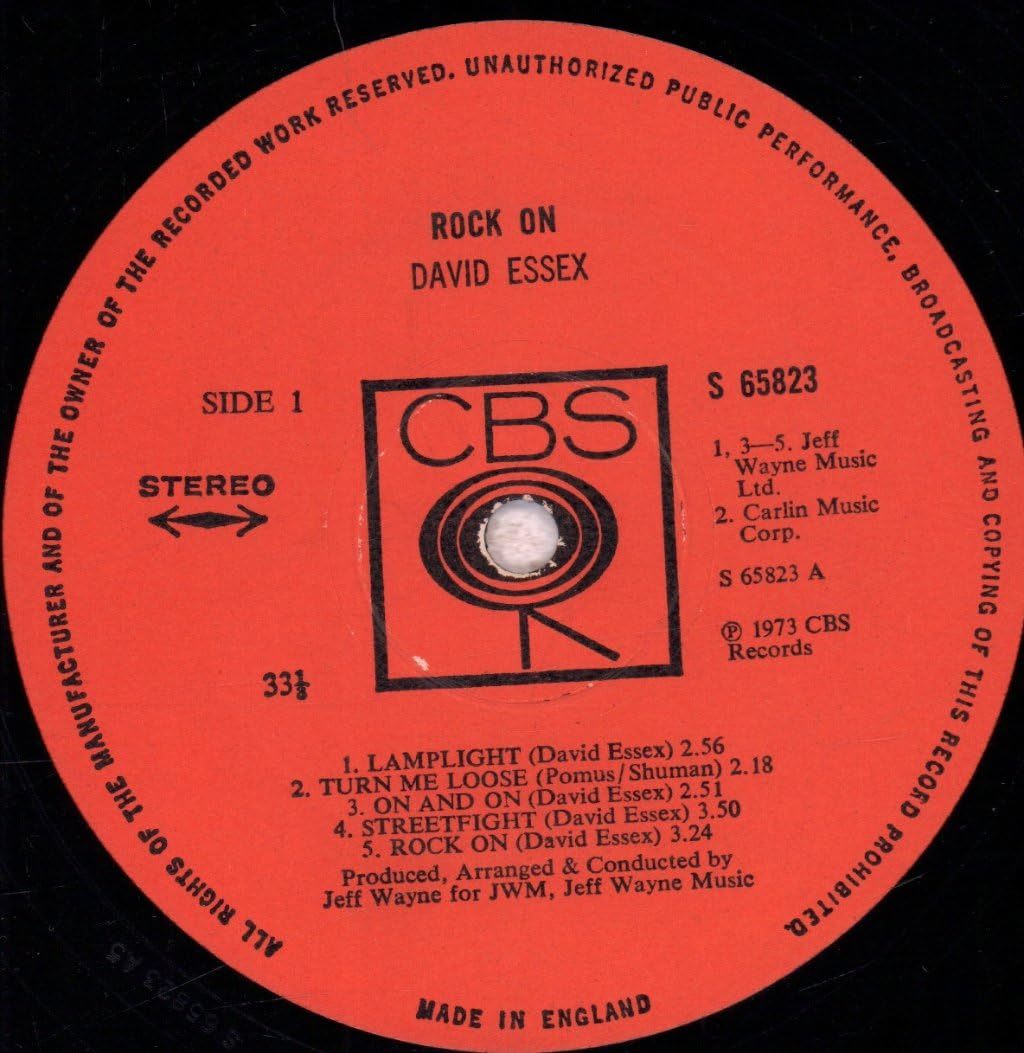 ALL RIGHTS OF THE MANUFACTURER AND OF THE OWNER OF THE RECORDED WORK RESERVED. UNAUTHORIZED PUBLIC PERFORMANCE, BROADCASTING AND COPYING OF THIS RECORD PROHIBITED.
ROCK ON
DAVID ESSEX
SIDE 1
STEREO
33⅓
CBS
S 65823
1, 3—5. Jeff
Wayne Music
Ltd.
2. Carlin Music
Corp.
S 65823 A
℗ 1973 CBS
Records
1. LAMPLIGHT (David Essex) 2.56
2. TURN ME LOOSE (Pomus/Shuman) 2.18
3. ON AND ON (David Essex) 2.51
4. STREETFIGHT (David Essex) 3.50
5. ROCK ON (David Essex) 3.24
Produced, Arranged & Conducted by
Jeff Wayne for JWM, Jeff Wayne Music
MADE IN ENGLAND